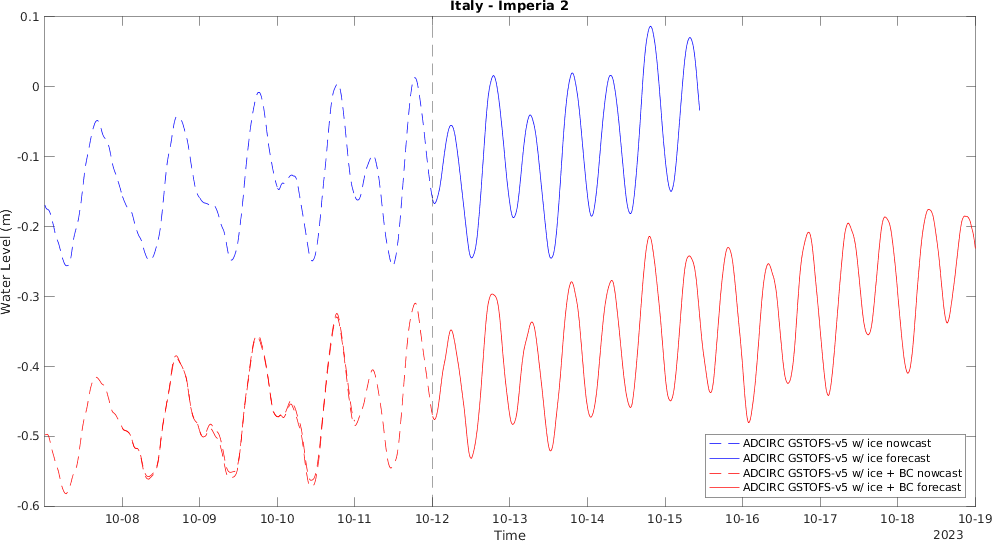 Italy - Imperia 2
Water Level (m)
0.1
0
-0.1
-0.2
-0.3
-0.4
-0.5
-0.6
ADCIRC GSTOFS-v5 w/ ice nowcast
ADCIRC GSTOFS-v5 w/ ice forecast
ADCIRC GSTOFS-v5 w/ ice + BC nowcast
ADCIRC GSTOFS-v5 w/ ice + BC forecast
10-08 10-09 10-10 10-11 10-12 10-13 10-14 10-15 10-16 10-17 10-18 10-19
Time
2023